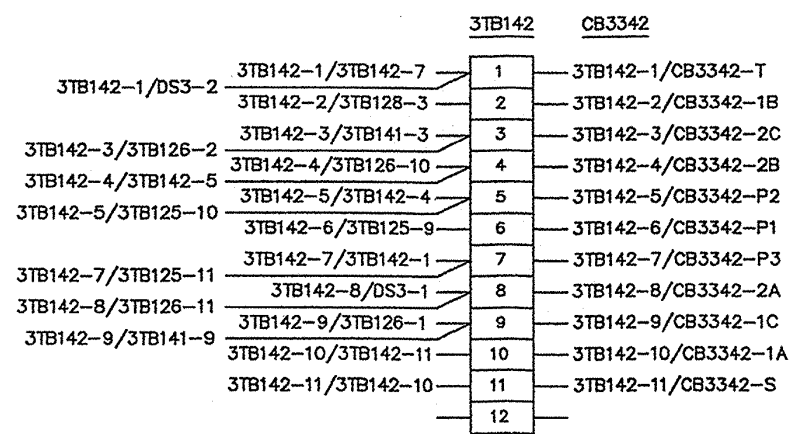 3TB142 CB3342
3TB142-1/3TB142-7 1 3TB142-1/CB3342-T
3TB142-1/DS3-2
3TB142-2/3TB128-3 2 3TB142-2/CB3342-1B
3TB142-3/3TB141-3 3 3TB142-3/CB3342-2C
3TB142-3/3TB126-2
3TB142-4/3TB126-10 4 3TB142-4/CB3342-2B
3TB142-4/3TB142-5
3TB142-5/3TB142-4 5 3TB142-5/CB3342-P2
3TB142-5/3TB125-10
3TB142-6/3TB125-9 6 3TB142-6/CB3342-P1
3TB142-7/3TB142-1 7 3TB142-7/CB3342-P3
3TB142-7/3TB125-11
3TB142-8/DS3-1 8 3TB142-8/CB3342-2A
3TB142-8/3TB126-11
3TB142-9/3TB126-1 9 3TB142-9/CB3342-1C
3TB142-9/3TB141-9
3TB142-10/3TB142-11 10 3TB142-10/CB3342-1A
3TB142-11/3TB142-10 11 3TB142-11/CB3342-S
12